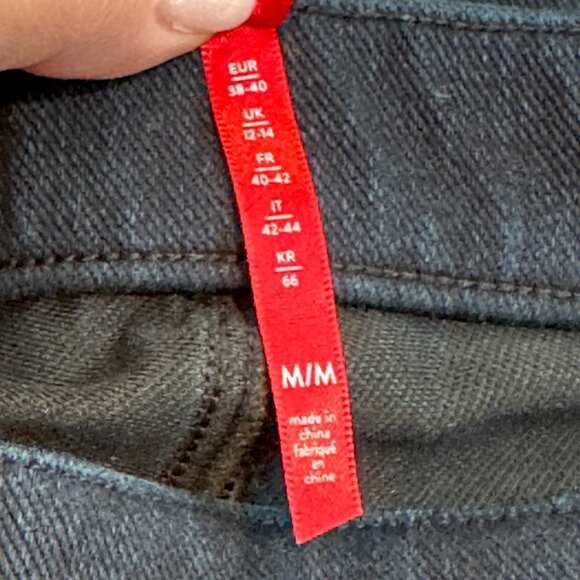 EUR
38-40
UK
12-14
FR
40-42
IT
42-44
KR
66
M/M
made in
china
fabriqué
en
chine